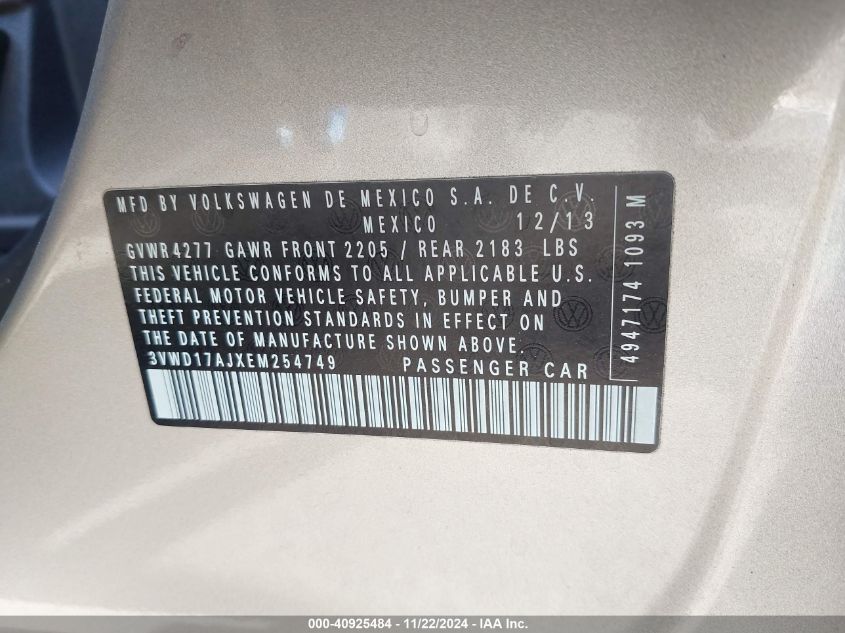 MFD BY VOLKSWAGEN DE MEXICO S.A. DE C.V.
MEXICO 12/13
GVWR 4277 GAWR FRONT 2205 / REAR 2183 LBS
THIS VEHICLE CONFORMS TO ALL APPLICABLE U.S.
FEDERAL MOTOR VEHICLE SAFETY, BUMPER AND
THEFT PREVENTION STANDARDS IN EFFECT ON
THE DATE OF MANUFACTURE SHOWN ABOVE.
3VWD17AJXEM254749 PASSENGER CAR
4947174 1093 M
000-40925484 - 11/22/2024 - IAA Inc.